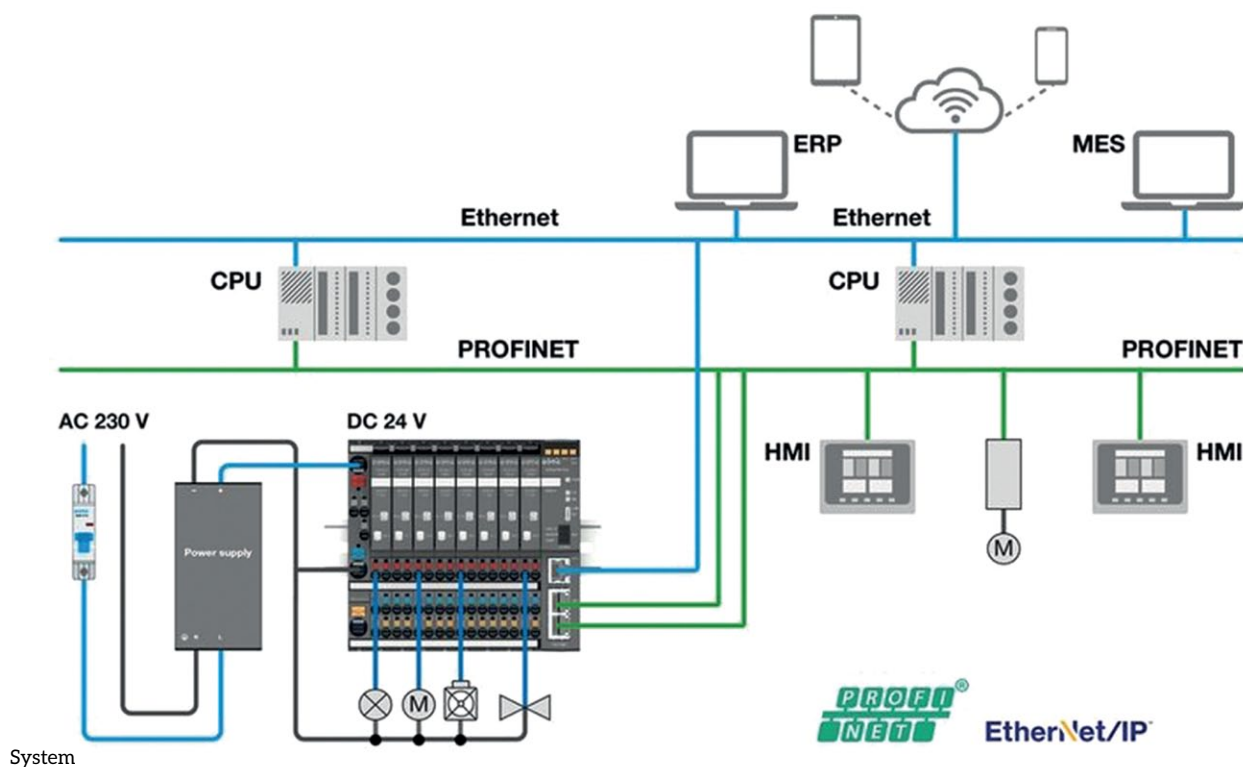 ERP
MES
Ethernet
Ethernet
CPU
CPU
PROFINET
PROFINET
AC 230 V
DC 24 V
HMI
HMI
Power supply
M
M
N
L
PROFI
NET®
EtherNet/IP™
System